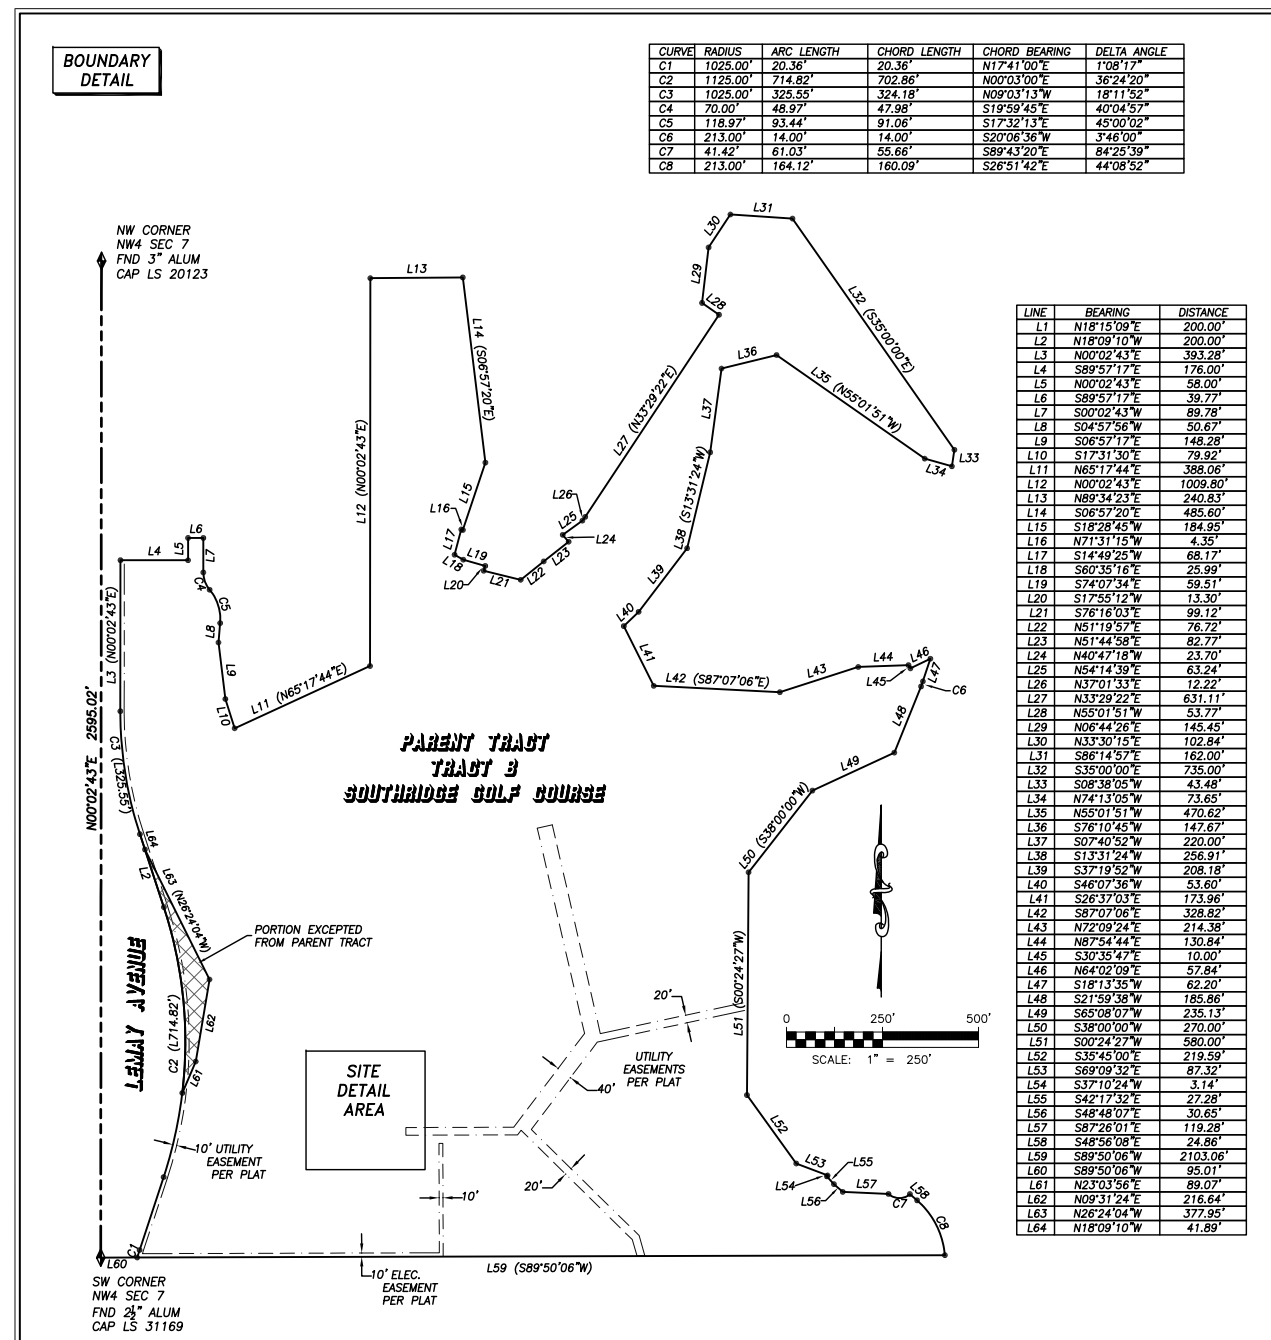 BOUNDARY
DETAIL
CURVE RADIUS ARC LENGTH CHORD LENGTH CHORD BEARING DELTA ANGLE
C1 1025.00' 20.36' 20.36' N17°41'00"E 1°08'17"
C2 1125.00' 714.82' 702.86' N00°03'00"E 36°24'20"
C3 1025.00' 325.55' 324.18' N09°03'13"W 18°11'52"
C4 70.00' 48.97' 47.98' S19°59'45"E 40°04'57"
C5 118.97' 93.44' 91.06' S17°32'13"E 45°00'02"
C6 213.00' 14.00' 14.00' S20°06'36"W 3°46'00"
C7 41.42' 61.03' 55.66' S89°43'20"E 84°25'39"
C8 213.00' 164.12' 160.09' S26°51'42"E 44°08'52"
NW CORNER
NW4 SEC 7
FND 3" ALUM
CAP LS 20123
LINE BEARING DISTANCE
L1 N18°15'09"E 200.00'
L2 N18°09'10"W 200.00'
L3 N00°02'43"E 393.28'
L4 S89°57'17"E 176.00'
L5 N00°02'43"E 58.00'
L6 S89°57'17"E 39.77'
L7 S00°02'43"W 89.78'
L8 S04°57'56"W 50.67'
L9 S06°57'17"E 148.28'
L10 S17°31'30"E 79.92'
L11 N65°17'44"E 388.06'
L12 N00°02'43"E 1009.80'
L13 N89°34'23"E 240.83'
L14 S06°57'20"E 485.60'
L15 S18°28'45"W 184.95'
L16 N71°31'15"W 4.35'
L17 S14°49'25"W 68.17'
L18 S60°35'16"E 25.99'
L19 S74°07'34"E 59.51'
L20 S17°55'12"W 13.30'
L21 S76°16'03"E 99.12'
L22 N51°19'57"E 76.72'
L23 N51°44'58"E 82.77'
L24 N40°47'18"W 23.70'
L25 N54°14'39"E 63.24'
L26 N37°01'33"E 12.22'
L27 N33°29'22"E 631.11'
L28 N55°01'51"W 53.77'
L29 N06°44'26"E 145.45'
L30 N33°30'15"E 102.84'
L31 S86°14'57"E 162.00'
L32 S35°00'00"E 735.00'
L33 S08°38'05"W 43.48'
L34 N74°13'05"W 73.65'
L35 N55°01'51"W 470.62'
L36 S76°10'45"W 147.67'
L37 S07°40'52"W 220.00'
L38 S13°31'24"W 256.91'
L39 S37°19'52"W 208.18'
L40 S46°07'36"W 53.60'
L41 S26°37'03"E 173.96'
L42 S87°07'06"E 328.82'
L43 N72°09'24"E 214.38'
L44 N87°54'44"E 130.84'
L45 S30°35'47"E 10.00'
L46 N64°02'09"E 57.84'
L47 S18°13'35"W 62.20'
L48 S21°59'38"W 185.86'
L49 S65°08'07"W 235.13'
L50 S38°00'00"W 270.00'
L51 S00°24'27"W 580.00'
L52 S35°45'00"E 219.59'
L53 S69°09'32"E 87.32'
L54 S37°10'24"W 3.14'
L55 S42°17'32"E 27.28'
L56 S48°48'07"E 30.65'
L57 S87°26'01"E 119.28'
L58 S48°56'08"E 24.86'
L59 S89°50'06"W 2103.06'
L60 S89°50'06"W 95.01'
L61 N23°03'56"E 89.07'
L62 N09°31'24"E 216.64'
L63 N26°24'04"W 377.95'
L64 N18°09'10"W 41.89'
L13
L14 (S06°57'20"E)
L15
L16
L17
L18
L19
L20
L21
L22
L23
L24
L25
L26
L27 (N33°29'22"E)
L28
L29
L30
L31
L32 (S35°00'00"E)
L33
L34
L35 (N55°01'51"W)
L36
L37
L38 (S13°31'24"W)
L39
L40
L41
L42 (S87°07'06"E)
L43
L44
L45
L46
L47
C6
L48
L49
L50 (S38°00'00"W)
L51 (S00°24'27"W)
L52
L53
L54
L55
L56
L57
C7
L58
C8
L59 (S89°50'06"W)
L60
C1
L12 (N00°02'43"E)
L11 (N65°17'44"E)
L10
L9
L8
C5
C4
L7
L6
L5
L4
L3 (N00°02'43"E)
C3 (L325.55')
L64
L2
L63 (N26°24'04"W)
L62
L61
C2 (L714.82')
N00°02'43"E 2595.02'
LEMAY AVENUE
PARENT TRACT
TRACT B
SOUTHRIDGE GOLF COURSE
PORTION EXCEPTED
FROM PARENT TRACT
SITE
DETAIL
AREA
10' UTILITY
EASEMENT
PER PLAT
20'
UTILITY
EASEMENTS
PER PLAT
40'
20'
10'
10' ELEC.
EASEMENT
PER PLAT
0 250' 500'
SCALE: 1" = 250'
SW CORNER
NW4 SEC 7
FND 2½" ALUM
CAP LS 31169